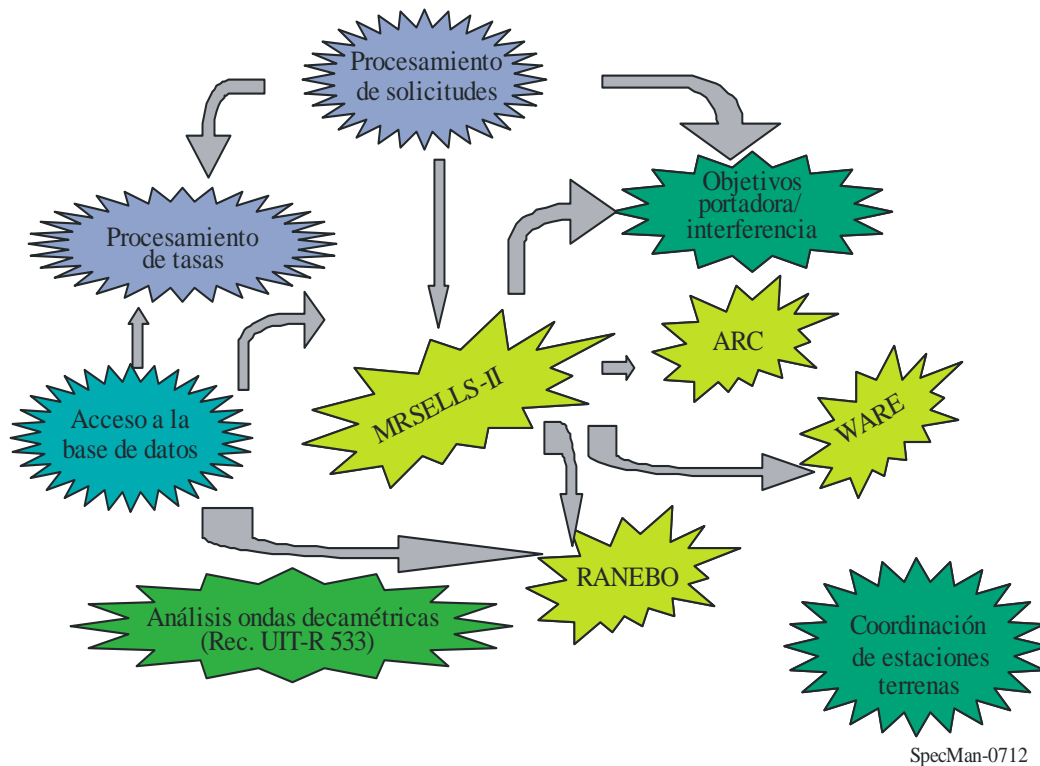 Procesamiento
de solicitudes
Objetivos
portadora/
interferencia
Procesamiento
de tasas
ARC
MRSELLS-II
WARE
Acceso a la
base de datos
RANEBO
Análisis ondas decamétricas
(Rec. UIT-R 533)
Coordinación
de estaciones
terrenas
SpecMan-0712